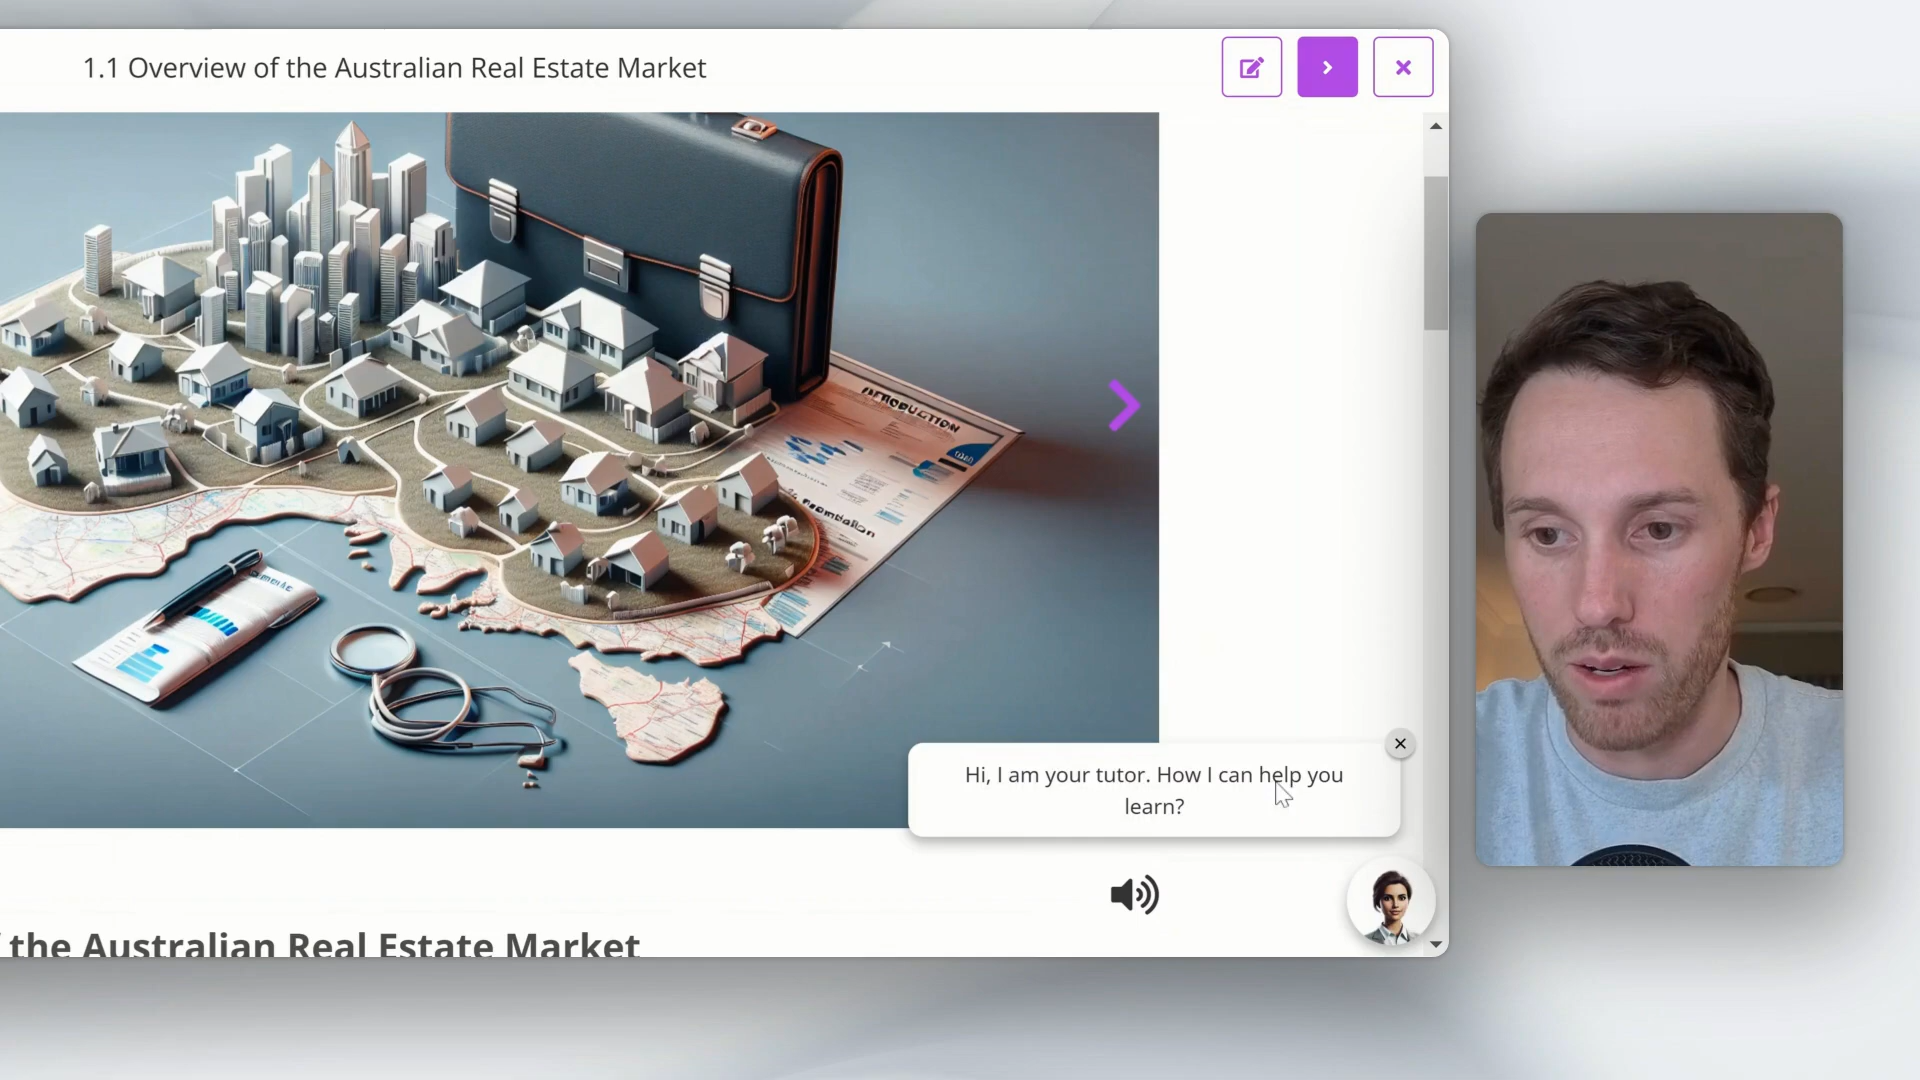 1.1 Overview of the Australian Real Estate Market
Hi, I am your tutor. How I can help you
learn?
the Australian Real Estate Market